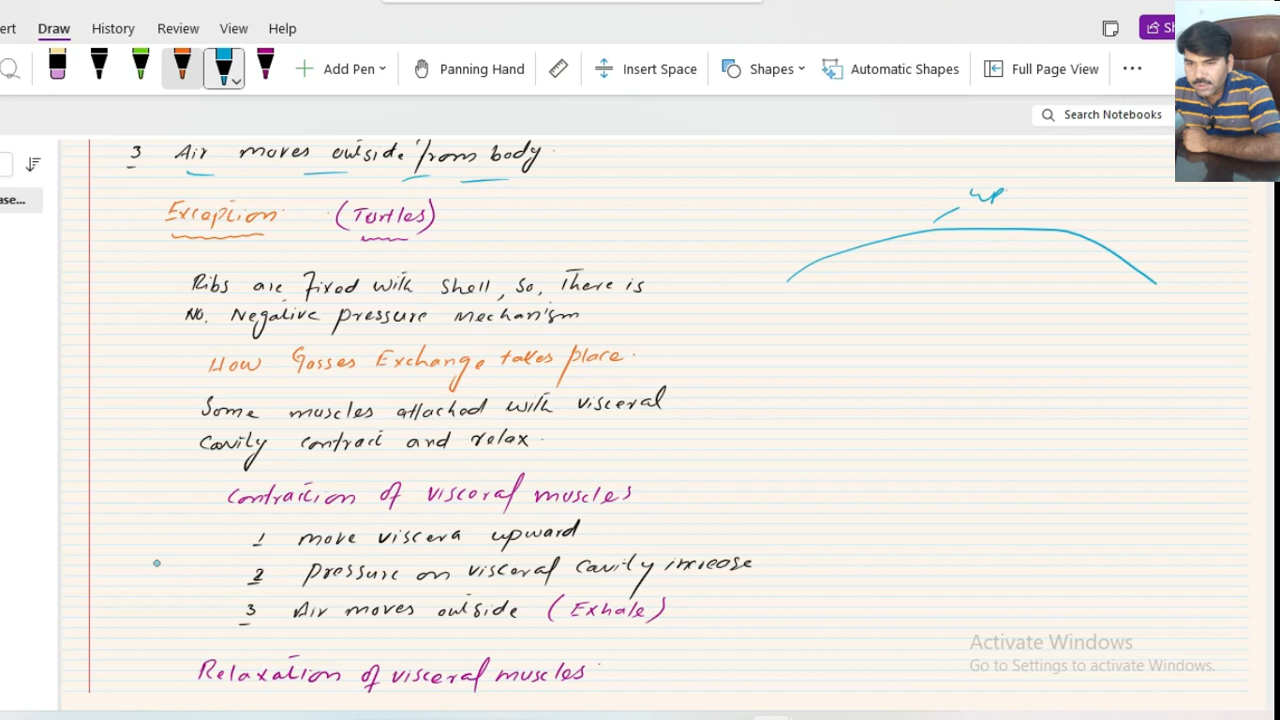 ert Draw History Review View Help Sh
Add Pen Panning Hand Insert Space Shapes Automatic Shapes Full Page View
Search Notebooks
ase...
3 Air moves outside from body
up
Exception (Turtles)
Ribs are Fixed with shell, So, There is
No. Negative pressure Mechanism
How Gasses Exchange takes place.
Some muscles attached with visceral
Cavity contract and relax.
Contraction of visceral muscles
1 move viscera upward
2 pressure on visceral cavity increase
3 Air moves outside (Exhale)
Relaxation of visceral muscles
Activate Windows
Go to Settings to activate Windows.